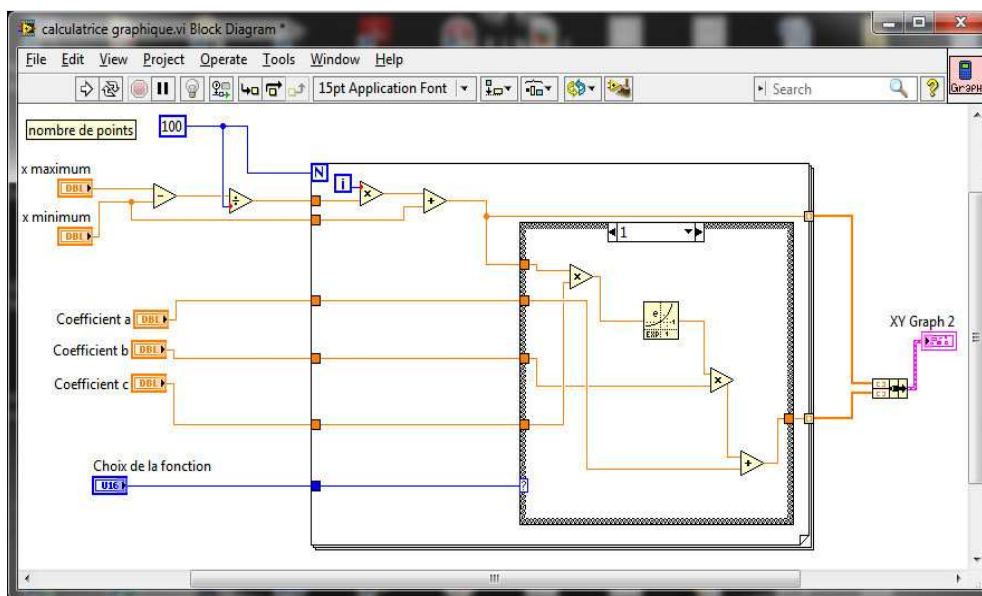 calculatrice graphique.vi Block Diagram *
File Edit View Project Operate Tools Window Help
15pt Application Font Search ?
Graph
nombre de points 100
x maximum
DBL
x minimum
DBL
N
i
1
Coefficient a DBL
Coefficient b DBL
Coefficient c DBL
e
EXP
XY Graph 2
Choix de la fonction
U16
?